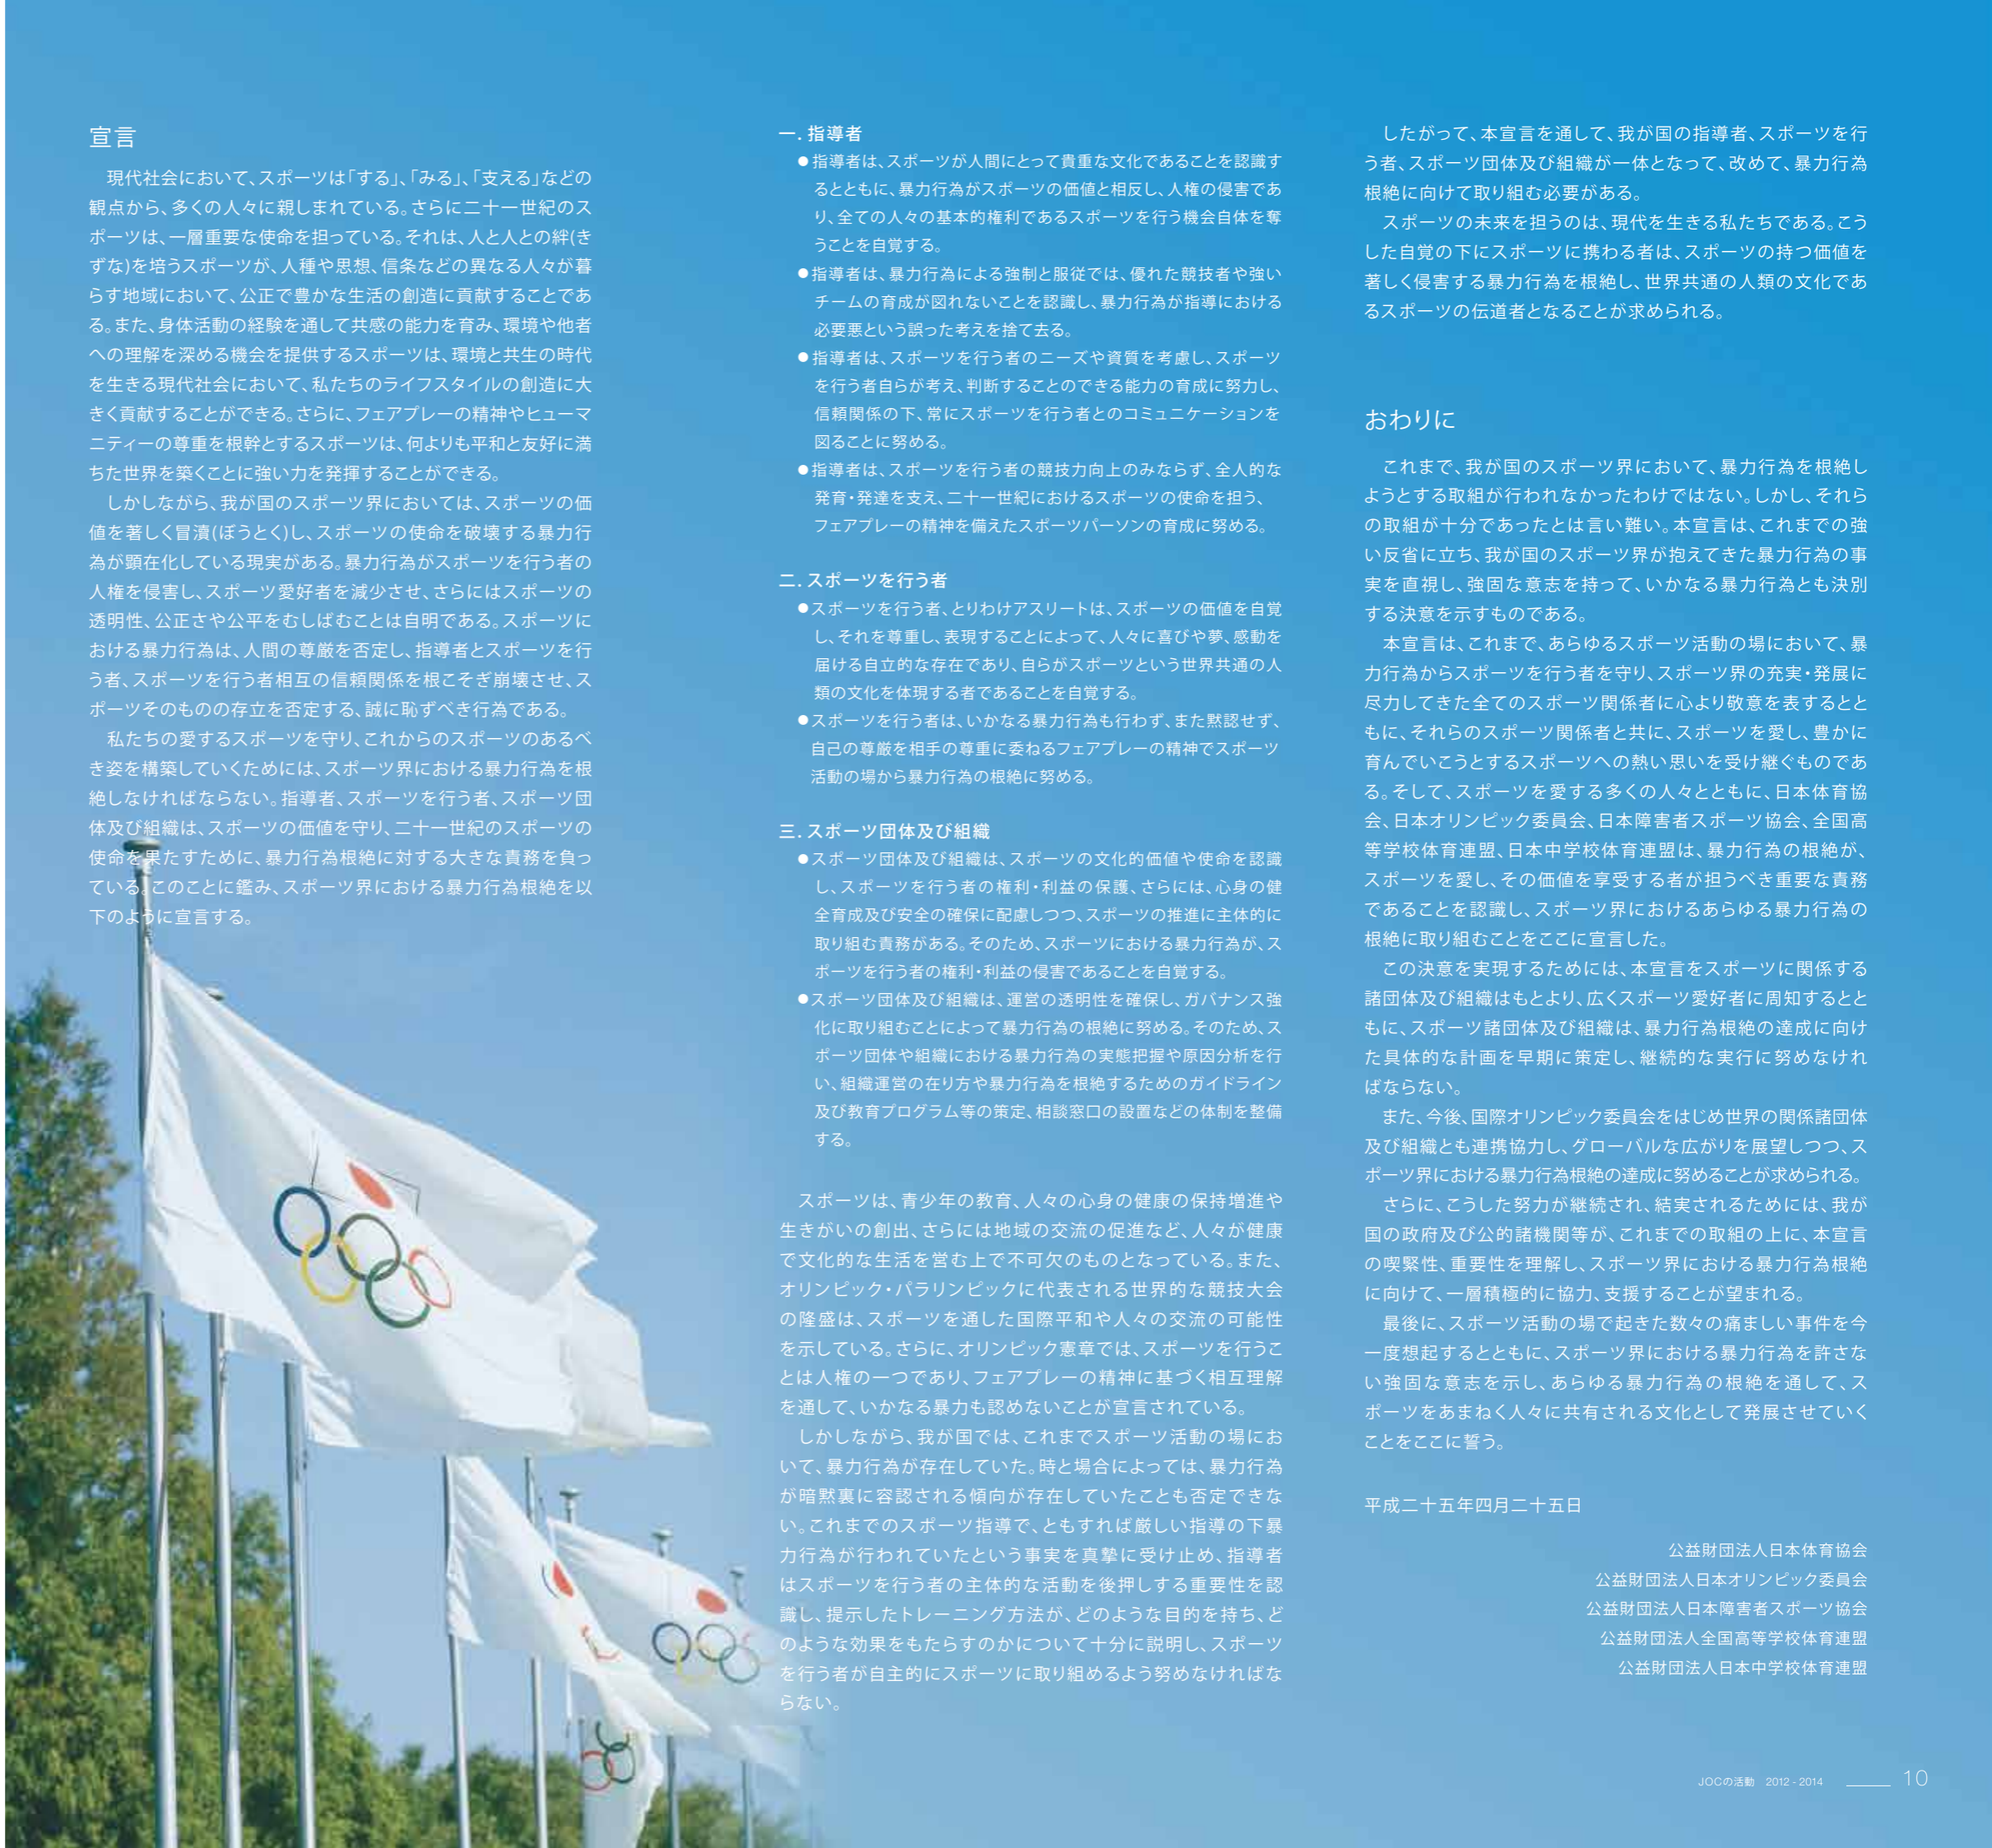 宣言
現代社会において、スポーツは「する」、「みる」、「支える」などの
観点から、多くの人々に親しまれている。さらに二十一世紀のス
ポーツは、一層重要な使命を担っている。それは、人と人との絆(き
ずな)を培うスポーツが、人種や思想、信条などの異なる人々が暮
らす地域において、公正で豊かな生活の創造に貢献することであ
る。また、身体活動の経験を通して共感の能力を育み、環境や他者
への理解を深める機会を提供するスポーツは、環境と共生の時代
を生きる現代社会において、私たちのライフスタイルの創造に大
きく貢献することができる。さらに、フェアプレーの精神やヒューマ
ニティーの尊重を根幹とするスポーツは、何よりも平和と友好に満
ちた世界を築くことに強い力を発揮することができる。
しかしながら、我が国のスポーツ界においては、スポーツの価
値を著しく冒瀆(ぼうとく)し、スポーツの使命を破壊する暴力行
為が顕在化している現実がある。暴力行為がスポーツを行う者の
人権を侵害し、スポーツ愛好者を減少させ、さらにはスポーツの
透明性、公正さや公平をむしばむことは自明である。スポーツに
おける暴力行為は、人間の尊厳を否定し、指導者とスポーツを行
う者、スポーツを行う者相互の信頼関係を根こそぎ崩壊させ、ス
ポーツそのものの存立を否定する、誠に恥ずべき行為である。
私たちの愛するスポーツを守り、これからのスポーツのあるべ
き姿を構築していくためには、スポーツ界における暴力行為を根
絶しなければならない。指導者、スポーツを行う者、スポーツ団
体及び組織は、スポーツの価値を守り、二十一世紀のスポーツの
使命を果たすために、暴力行為根絶に対する大きな責務を負っ
ている。このことに鑑み、スポーツ界における暴力行為根絶を以
下のように宣言する。
一. 指導者
●指導者は、スポーツが人間にとって貴重な文化であることを認識す
るとともに、暴力行為がスポーツの価値と相反し、人権の侵害であ
り、全ての人々の基本的権利であるスポーツを行う機会自体を奪
うことを自覚する。
●指導者は、暴力行為による強制と服従では、優れた競技者や強い
チームの育成が図れないことを認識し、暴力行為が指導における
必要悪という誤った考えを捨て去る。
●指導者は、スポーツを行う者のニーズや資質を考慮し、スポーツ
を行う者自らが考え、判断することのできる能力の育成に努力し、
信頼関係の下、常にスポーツを行う者とのコミュニケーションを
図ることに努める。
●指導者は、スポーツを行う者の競技力向上のみならず、全人的な
発育・発達を支え、二十一世紀におけるスポーツの使命を担う、
フェアプレーの精神を備えたスポーツパーソンの育成に努める。
二. スポーツを行う者
●スポーツを行う者、とりわけアスリートは、スポーツの価値を自覚
し、それを尊重し、表現することによって、人々に喜びや夢、感動を
届ける自立的な存在であり、自らがスポーツという世界共通の人
類の文化を体現する者であることを自覚する。
●スポーツを行う者は、いかなる暴力行為も行わず、また黙認せず、
自己の尊厳を相手の尊重に委ねるフェアプレーの精神でスポーツ
活動の場から暴力行為の根絶に努める。
三. スポーツ団体及び組織
●スポーツ団体及び組織は、スポーツの文化的価値や使命を認識
し、スポーツを行う者の権利・利益の保護、さらには、心身の健
全育成及び安全の確保に配慮しつつ、スポーツの推進に主体的に
取り組む責務がある。そのため、スポーツにおける暴力行為が、ス
ポーツを行う者の権利・利益の侵害であることを自覚する。
●スポーツ団体及び組織は、運営の透明性を確保し、ガバナンス強
化に取り組むことによって暴力行為の根絶に努める。そのため、ス
ポーツ団体や組織における暴力行為の実態把握や原因分析を行
い、組織運営の在り方や暴力行為を根絶するためのガイドライン
及び教育プログラム等の策定、相談窓口の設置などの体制を整備
する。
スポーツは、青少年の教育、人々の心身の健康の保持増進や
生きがいの創出、さらには地域の交流の促進など、人々が健康
で文化的な生活を営む上で不可欠のものとなっている。また、
オリンピック・パラリンピックに代表される世界的な競技大会
の隆盛は、スポーツを通した国際平和や人々の交流の可能性
を示している。さらに、オリンピック憲章では、スポーツを行うこ
とは人権の一つであり、フェアプレーの精神に基づく相互理解
を通して、いかなる暴力も認めないことが宣言されている。
しかしながら、我が国では、これまでスポーツ活動の場にお
いて、暴力行為が存在していた。時と場合によっては、暴力行為
が暗黙裏に容認される傾向が存在していたことも否定できな
い。これまでのスポーツ指導で、ともすれば厳しい指導の下暴
力行為が行われていたという事実を真摯に受け止め、指導者
はスポーツを行う者の主体的な活動を後押しする重要性を認
識し、提示したトレーニング方法が、どのような目的を持ち、ど
のような効果をもたらすのかについて十分に説明し、スポーツ
を行う者が自主的にスポーツに取り組めるよう努めなければな
らない。
したがって、本宣言を通して、我が国の指導者、スポーツを行
う者、スポーツ団体及び組織が一体となって、改めて、暴力行為
根絶に向けて取り組む必要がある。
スポーツの未来を担うのは、現代を生きる私たちである。こう
した自覚の下にスポーツに携わる者は、スポーツの持つ価値を
著しく侵害する暴力行為を根絶し、世界共通の人類の文化であ
るスポーツの伝道者となることが求められる。
おわりに
これまで、我が国のスポーツ界において、暴力行為を根絶し
ようとする取組が行われなかったわけではない。しかし、それら
の取組が十分であったとは言い難い。本宣言は、これまでの強
い反省に立ち、我が国のスポーツ界が抱えてきた暴力行為の事
実を直視し、強固な意志を持って、いかなる暴力行為とも決別
する決意を示すものである。
本宣言は、これまで、あらゆるスポーツ活動の場において、暴
力行為からスポーツを行う者を守り、スポーツ界の充実・発展に
尽力してきた全てのスポーツ関係者に心より敬意を表するとと
もに、それらのスポーツ関係者と共に、スポーツを愛し、豊かに
育んでいこうとするスポーツへの熱い思いを受け継ぐものであ
る。そして、スポーツを愛する多くの人々とともに、日本体育協
会、日本オリンピック委員会、日本障害者スポーツ協会、全国高
等学校体育連盟、日本中学校体育連盟は、暴力行為の根絶が、
スポーツを愛し、その価値を享受する者が担うべき重要な責務
であることを認識し、スポーツ界におけるあらゆる暴力行為の
根絶に取り組むことをここに宣言した。
この決意を実現するためには、本宣言をスポーツに関係する
諸団体及び組織はもとより、広くスポーツ愛好者に周知するとと
もに、スポーツ諸団体及び組織は、暴力行為根絶の達成に向け
た具体的な計画を早期に策定し、継続的な実行に努めなけれ
ばならない。
また、今後、国際オリンピック委員会をはじめ世界の関係諸団体
及び組織とも連携協力し、グローバルな広がりを展望しつつ、ス
ポーツ界における暴力行為根絶の達成に努めることが求められる。
さらに、こうした努力が継続され、結実されるためには、我が
国の政府及び公的諸機関等が、これまでの取組の上に、本宣言
の喫緊性、重要性を理解し、スポーツ界における暴力行為根絶
に向けて、一層積極的に協力、支援することが望まれる。
最後に、スポーツ活動の場で起きた数々の痛ましい事件を今
一度想起するとともに、スポーツ界における暴力行為を許さな
い強固な意志を示し、あらゆる暴力行為の根絶を通して、ス
ポーツをあまねく人々に共有される文化として発展させていく
ことをここに誓う。
平成二十五年四月二十五日
公益財団法人日本体育協会
公益財団法人日本オリンピック委員会
公益財団法人日本障害者スポーツ協会
公益財団法人全国高等学校体育連盟
公益財団法人日本中学校体育連盟
JOCの活動 2012 - 2014 10